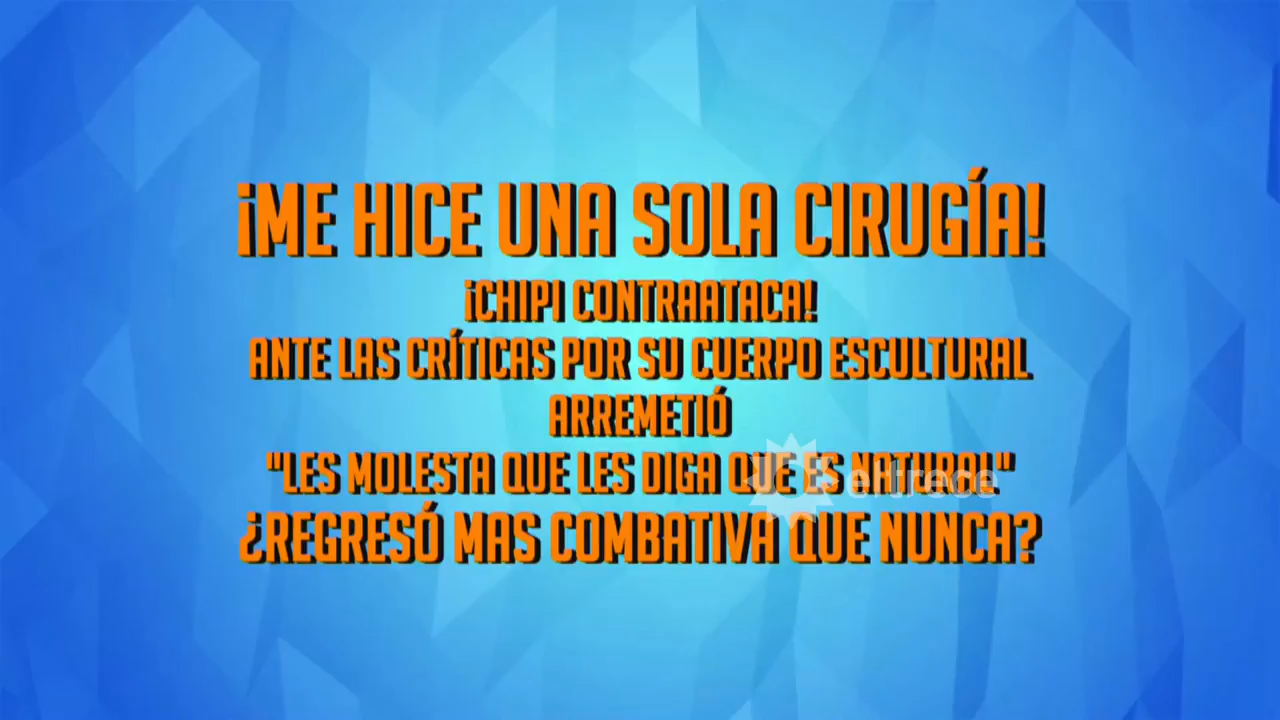 ¡ME HICE UNA SOLA CIRUGÍA!
¡CHIPI CONTRAATACA!
ANTE LAS CRÍTICAS POR SU CUERPO ESCULTURAL
ARREMETIÓ
"LES MOLESTA QUE LES DIGA QUE ES NATURAL"
eltrece
¿REGRESÓ MAS COMBATIVA QUE NUNCA?